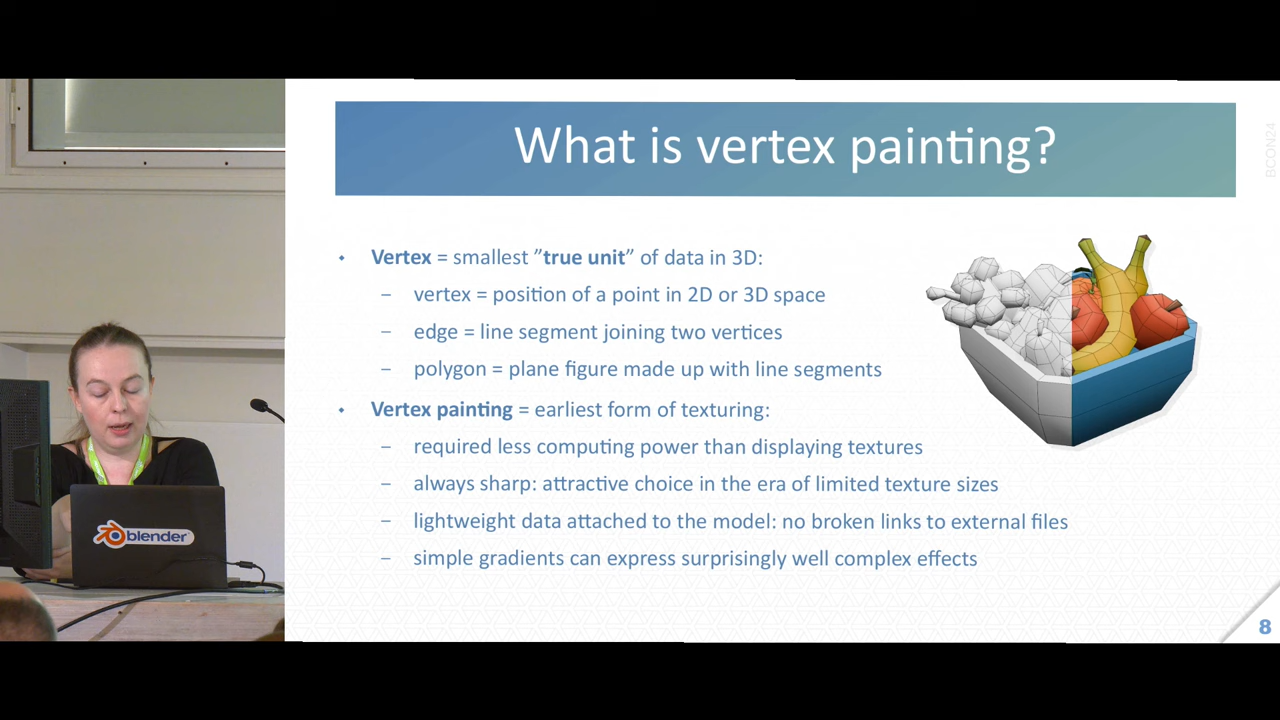 What is vertex painting?
BCON24
• Vertex = smallest ”true unit” of data in 3D:
– vertex = position of a point in 2D or 3D space
– edge = line segment joining two vertices
– polygon = plane figure made up with line segments
• Vertex painting = earliest form of texturing:
– required less computing power than displaying textures
– always sharp: attractive choice in the era of limited texture sizes
– lightweight data attached to the model: no broken links to external files
– simple gradients can express surprisingly well complex effects
blender
8